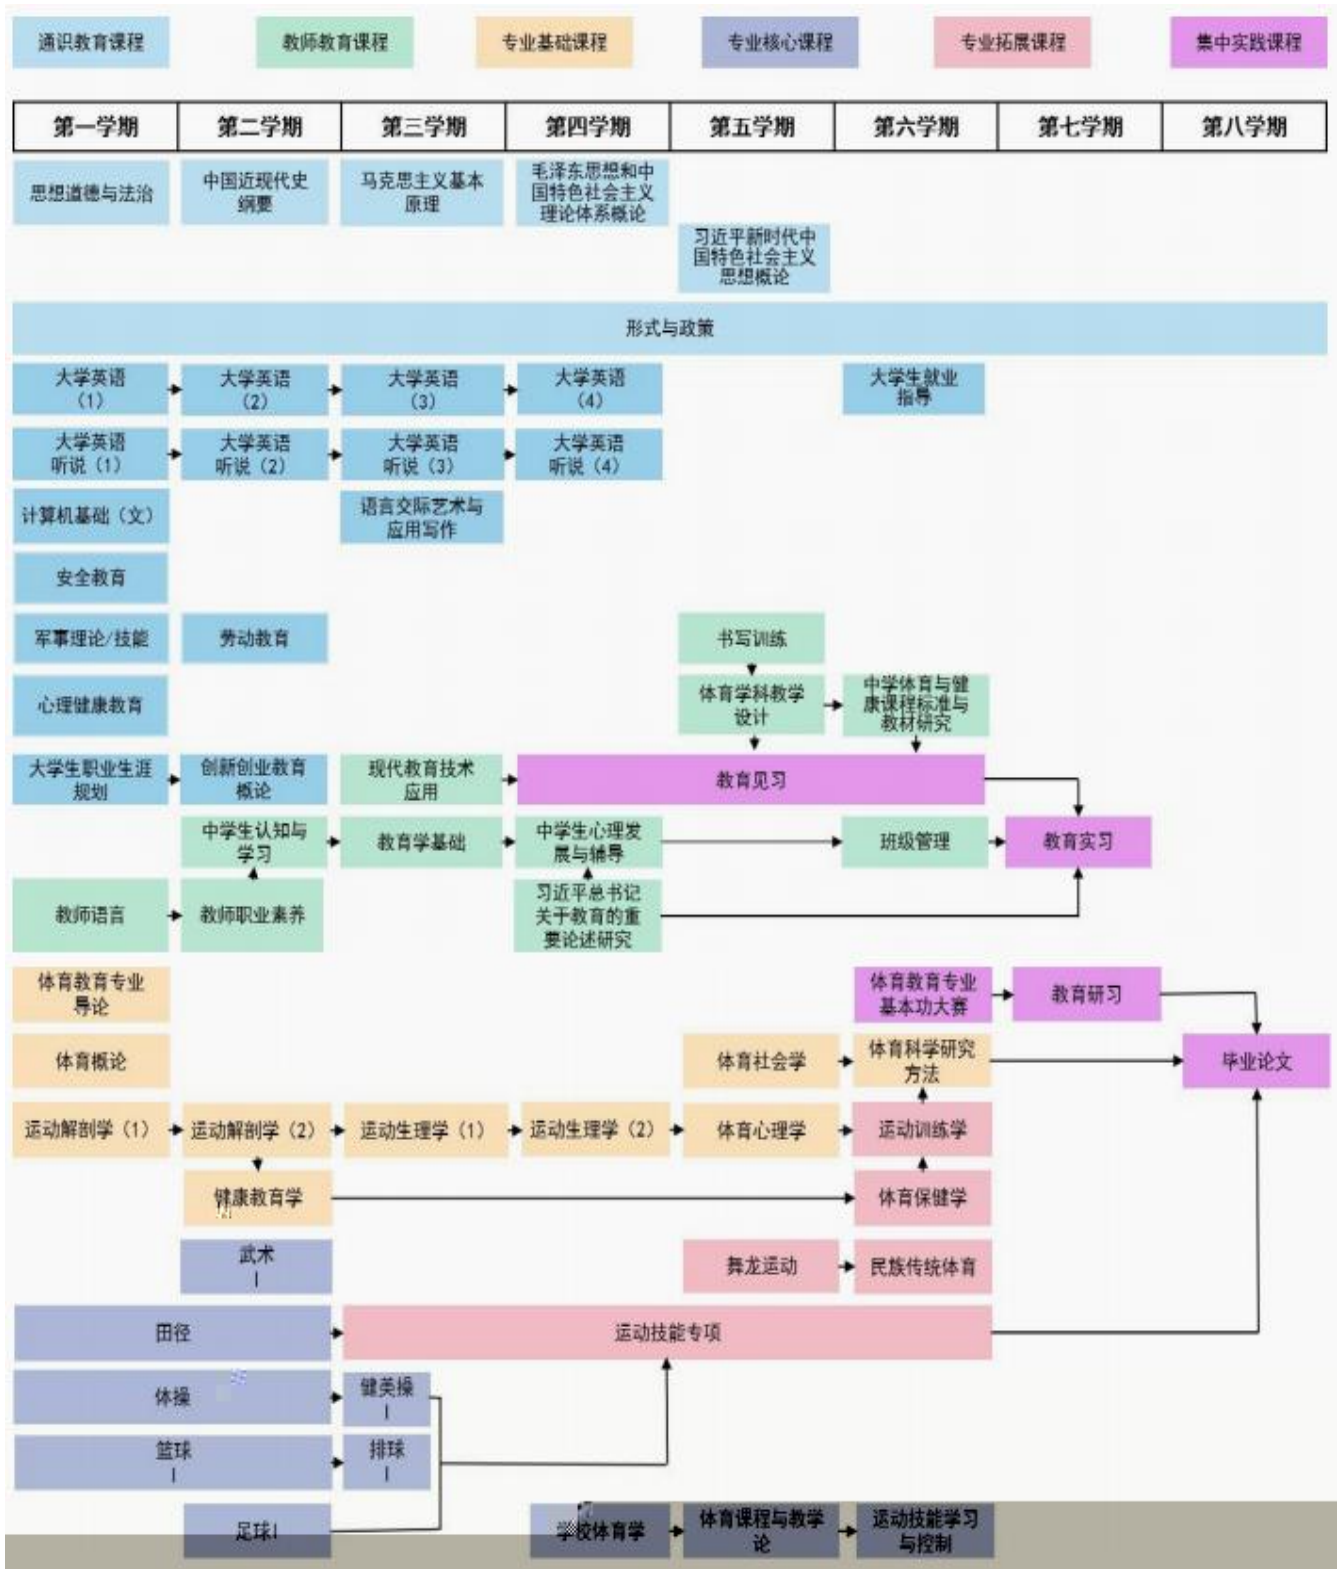 通识教育课程
教师教育课程
专业基础课程
专业核心课程
专业拓展课程
集中实践课程
第一学期
第二学期
第三学期
第四学期
第五学期
第六学期
第七学期
第八学期
思想道德与法治
中国近现代史
纲要
马克思主义基本
原理
毛泽东思想和中
国特色社会主义
理论体系概论
习近平新时代中
国特色社会主义
思想概论
形式与政策
大学英语
（1）
大学英语
（2）
大学英语
（3）
大学英语
（4）
大学生就业
指导
大学英语
听说（1）
大学英语
听说（2）
大学英语
听说（3）
大学英语
听说（4）
计算机基础（文）
语言交际艺术与
应用写作
安全教育
军事理论/技能
劳动教育
书写训练
心理健康教育
体育学科教学
设计
中学体育与健
康课程标准与
教材研究
大学生职业生涯
规划
创新创业教育
概论
现代教育技术
应用
教育见习
中学生认知与
学习
教育学基础
中学生心理发
展与辅导
班级管理
教育实习
教师语言
教师职业素养
习近平总书记
关于教育的重
要论述研究
体育教育专业
导论
体育教育专业
基本功大赛
教育研习
体育概论
体育社会学
体育科学研究
方法
毕业论文
运动解剖学（1）
运动解剖学（2）
运动生理学（1）
运动生理学（2）
体育心理学
运动训练学
健康教育学
体育保健学
武术
I
舞龙运动
民族传统体育
田径
运动技能专项
体操
健美操
I
篮球
I
排球
I
足球I
学校体育学
体育课程与教学
论
运动技能学习
与控制